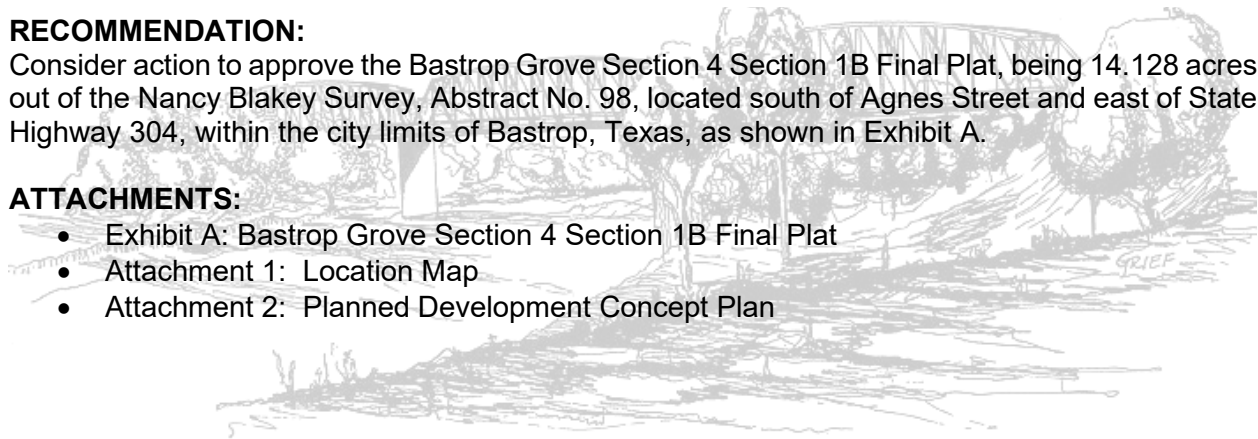 RECOMMENDATION:
Consider action to approve the Bastrop Grove Section 4 Section 1B Final Plat, being 14.128 acres
out of the Nancy Blakey Survey, Abstract No. 98, located south of Agnes Street and east of State
Highway 304, within the city limits of Bastrop, Texas, as shown in Exhibit A.
ATTACHMENTS:
• Exhibit A: Bastrop Grove Section 4 Section 1B Final Plat
• Attachment 1: Location Map
GRIEF
• Attachment 2: Planned Development Concept Plan